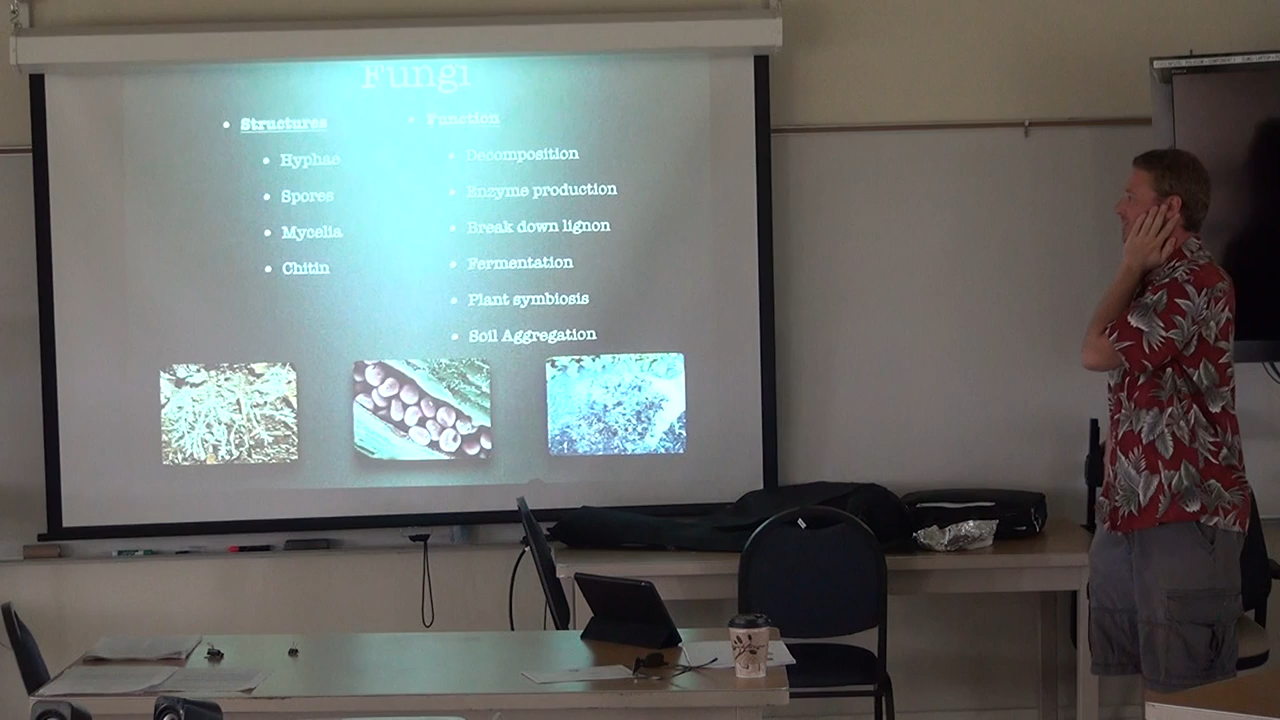 Fungi
Structures
Hyphae
Spores
Mycelia
Chitin
Function
Decomposition
Enzyme production
Break down lignon
Fermentation
Plant symbiosis
Soil Aggregation